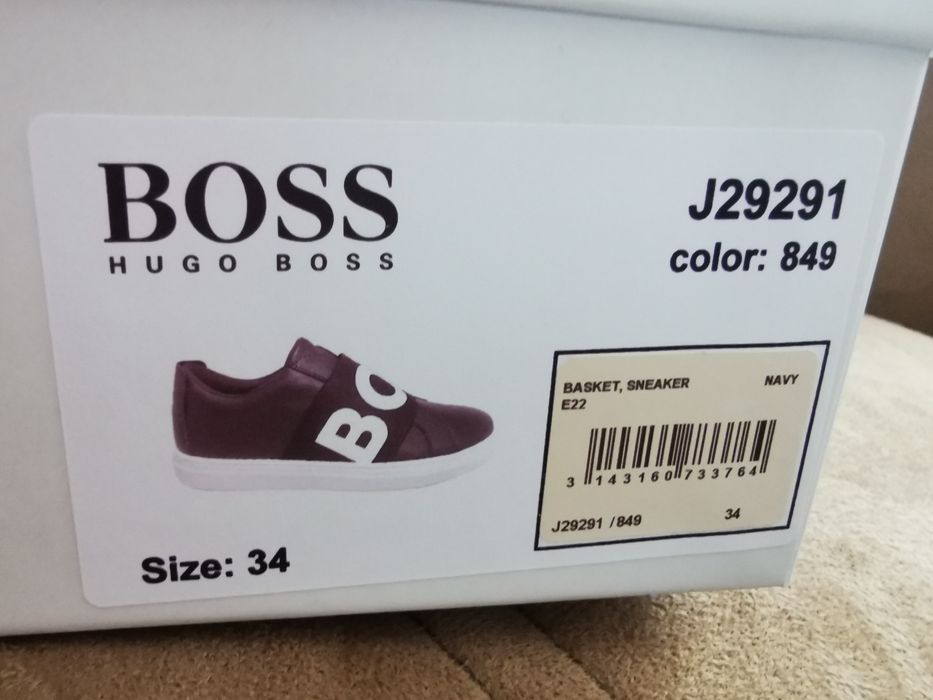 BOSS
HUGO BOSS
J29291
color: 849
BO
BASKET, SNEAKER NAVY
E22
3 143160 733764
J29291 / 849 34
Size: 34